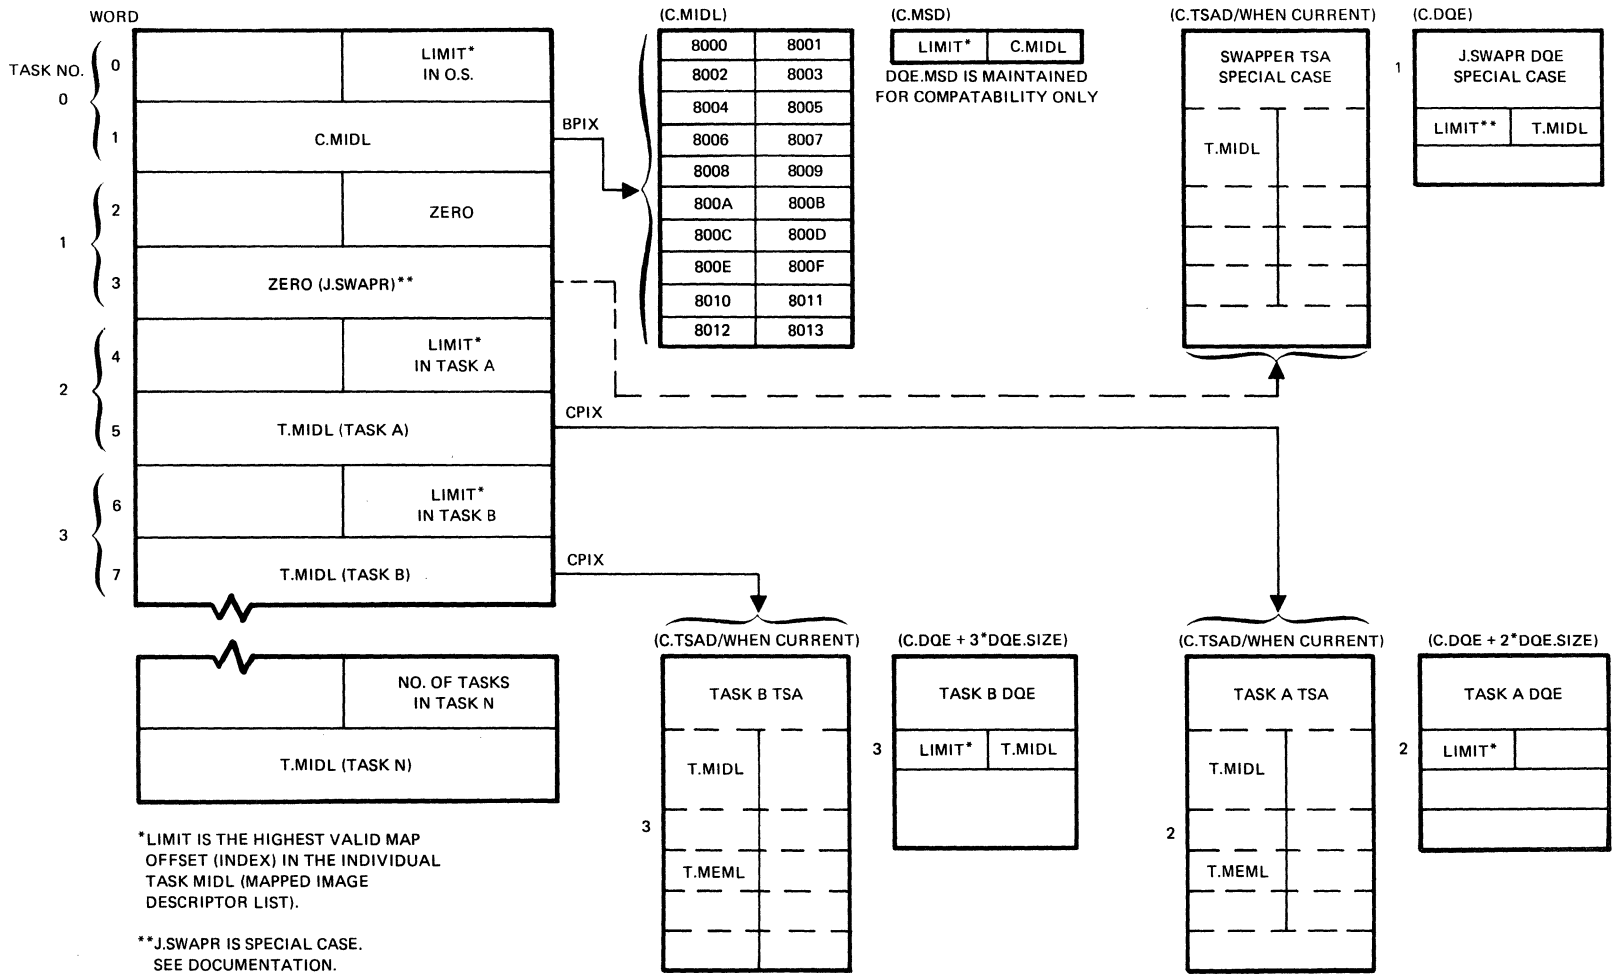 WORD
TASK NO.
0
0
LIMIT*
IN O.S.
1
C.MIDL
BPIX
1
2
ZERO
3
ZERO (J.SWAPR)**
2
4
LIMIT*
IN TASK A
5
T.MIDL (TASK A)
CPIX
3
6
LIMIT*
IN TASK B
7
T.MIDL (TASK B)
CPIX
NO. OF TASKS
IN TASK N
T.MIDL (TASK N)
*LIMIT IS THE HIGHEST VALID MAP
OFFSET (INDEX) IN THE INDIVIDUAL
TASK MIDL (MAPPED IMAGE
DESCRIPTOR LIST).
**J.SWAPR IS SPECIAL CASE.
SEE DOCUMENTATION.
(C.MIDL)
8000 8001
8002 8003
8004 8005
8006 8007
8008 8009
800A 800B
800C 800D
800E 800F
8010 8011
8012 8013
(C.MSD)
LIMIT* C.MIDL
DQE.MSD IS MAINTAINED
FOR COMPATABILITY ONLY
(C.TSAD/WHEN CURRENT)
SWAPPER TSA
SPECIAL CASE
T.MIDL
(C.DQE)
1
J.SWAPR DQE
SPECIAL CASE
LIMIT** T.MIDL
(C.TSAD/WHEN CURRENT)
TASK B TSA
T.MIDL
3
T.MEML
(C.DQE + 3*DQE.SIZE)
TASK B DQE
3
LIMIT* T.MIDL
(C.TSAD/WHEN CURRENT)
TASK A TSA
T.MIDL
2
T.MEML
(C.DQE + 2*DQE.SIZE)
TASK A DQE
2
LIMIT*